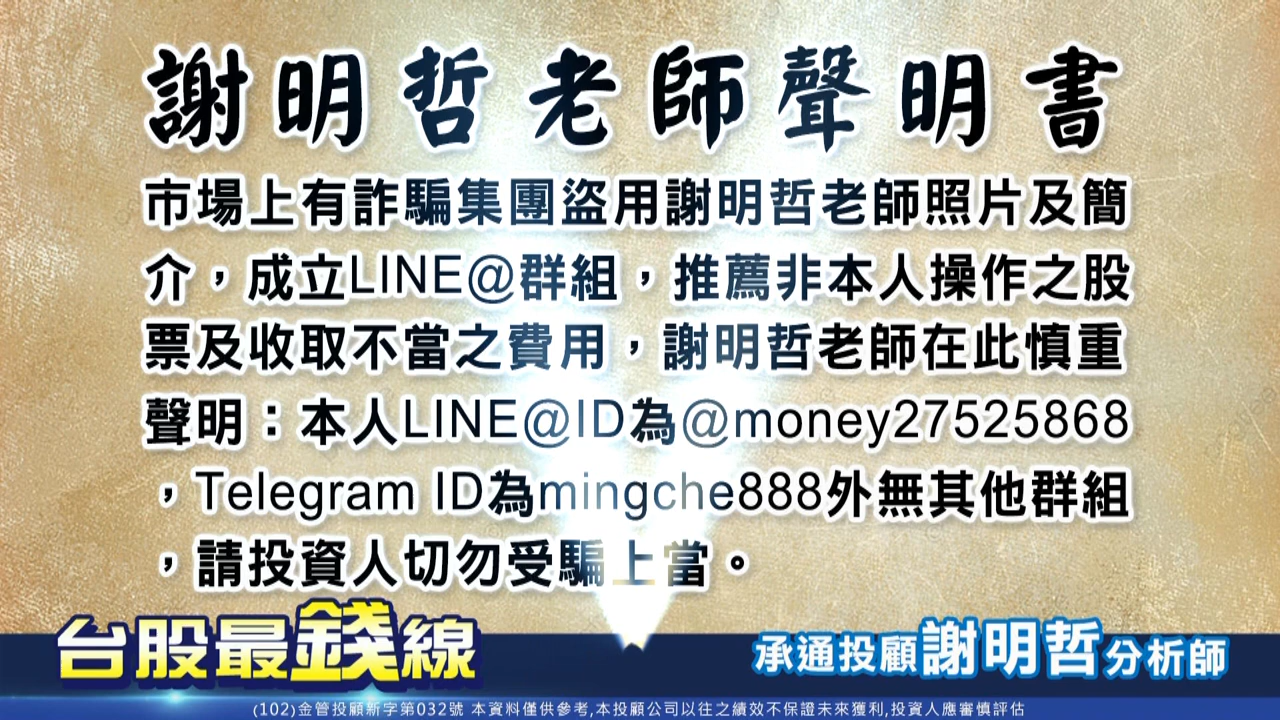 謝明哲老師聲明書
市場上有詐騙集團盜用謝明哲老師照片及簡
介，成立LINE@群組，推薦非本人操作之股
票及收取不當之費用，謝明哲老師在此慎重
聲明：本人LINE@ID為@money27525868
，Telegram ID為mingche888外無其他群組
，請投資人切勿受騙上當。
台股最錢線
承通投顧謝明哲分析師
(102)金管投顧新字第032號 本資料僅供參考,本投顧公司以往之績效不保證未來獲利,投資人應審慎評估